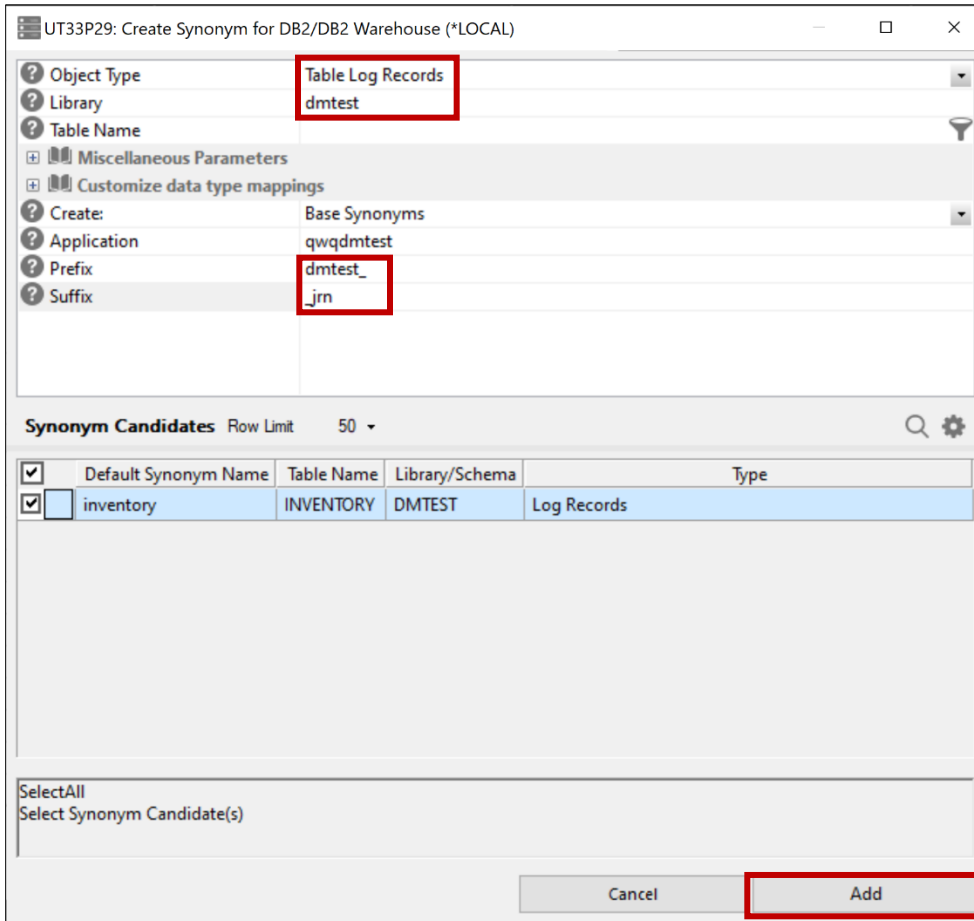 UT33P29: Create Synonym for DB2/DB2 Warehouse (*LOCAL)
Object Type Table Log Records
Library dmtest
Table Name
Miscellaneous Parameters
Customize data type mappings
Create: Base Synonyms
Application qwqdmtest
Prefix dmtest_
Suffix _jrn
Synonym Candidates Row Limit 50
Default Synonym Name Table Name Library/Schema Type
inventory INVENTORY DMTEST Log Records
SelectAll
Select Synonym Candidate(s)
Cancel Add